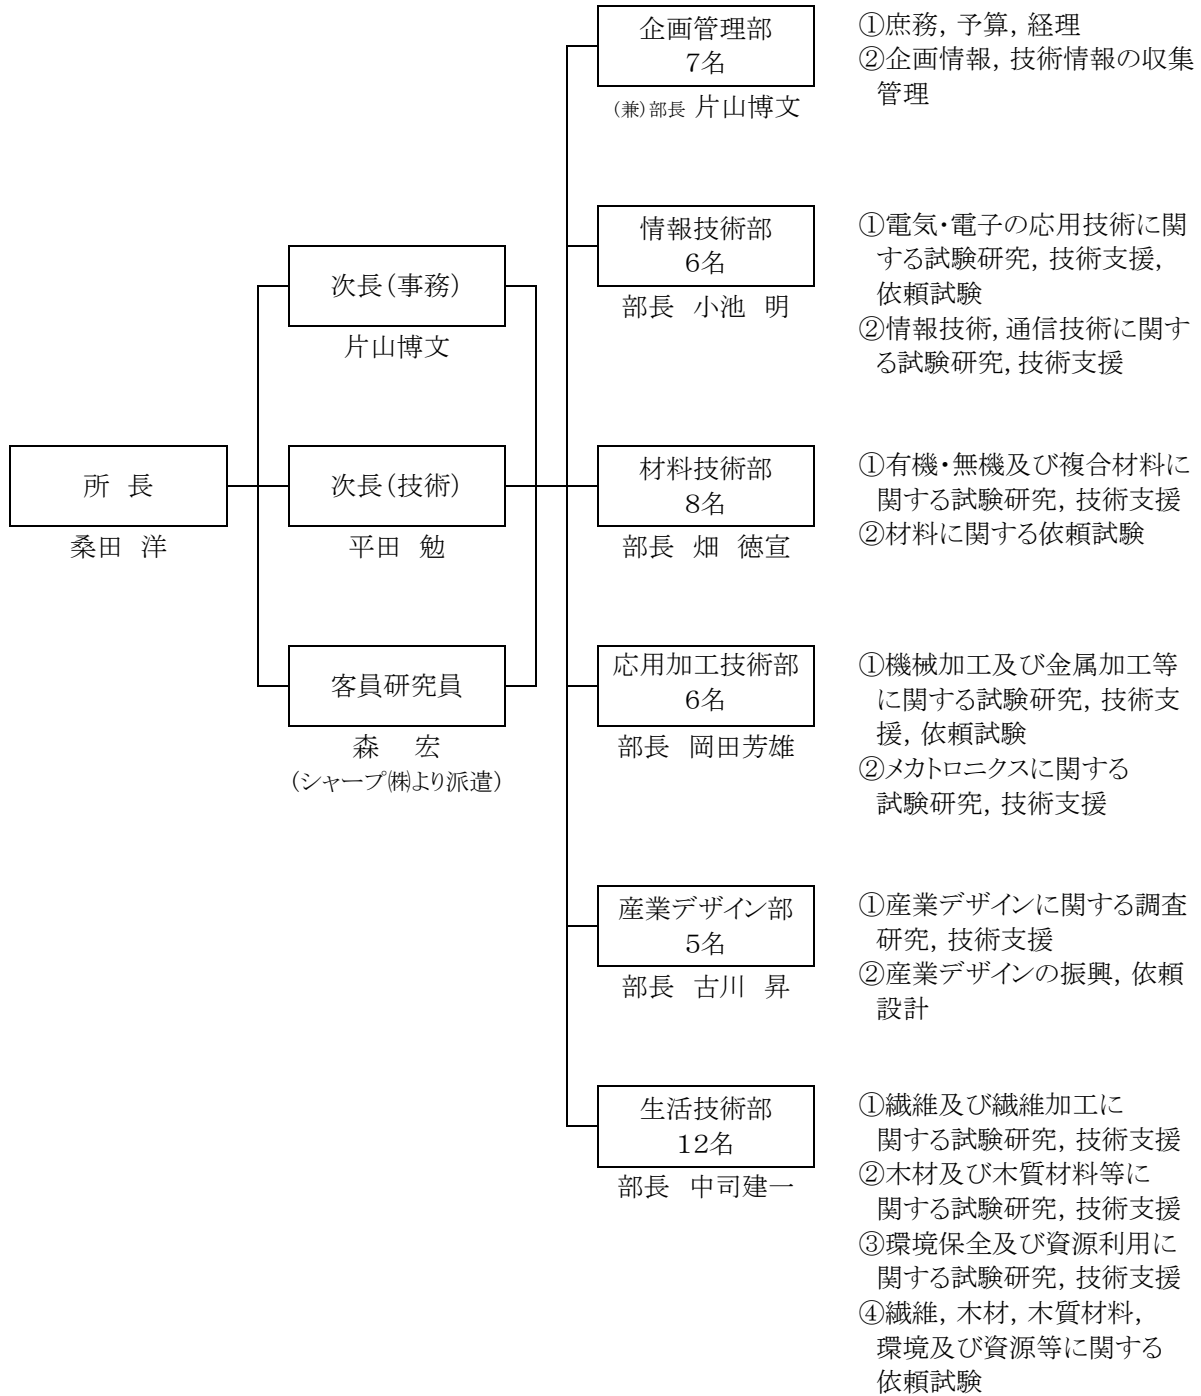 企画管理部
7名
(兼)部長 片山博文
①庶務, 予算, 経理
②企画情報, 技術情報の収集
管理
情報技術部
6名
部長 小池 明
①電気・電子の応用技術に関
する試験研究, 技術支援,
依頼試験
②情報技術, 通信技術に関す
る試験研究, 技術支援
次長(事務)
片山博文
所 長
桑田 洋
次長(技術)
平田 勉
材料技術部
8名
部長 畑 徳宣
①有機・無機及び複合材料に
関する試験研究, 技術支援
②材料に関する依頼試験
客員研究員
森 宏
(シャープ㈱より派遣)
応用加工技術部
6名
部長 岡田芳雄
①機械加工及び金属加工等
に関する試験研究, 技術支
援, 依頼試験
②メカトロニクスに関する
試験研究, 技術支援
産業デザイン部
5名
部長 古川 昇
①産業デザインに関する調査
研究, 技術支援
②産業デザインの振興, 依頼
設計
生活技術部
12名
部長 中司建一
①繊維及び繊維加工に
関する試験研究, 技術支援
②木材及び木質材料等に
関する試験研究, 技術支援
③環境保全及び資源利用に
関する試験研究, 技術支援
④繊維, 木材, 木質材料,
環境及び資源等に関する
依頼試験